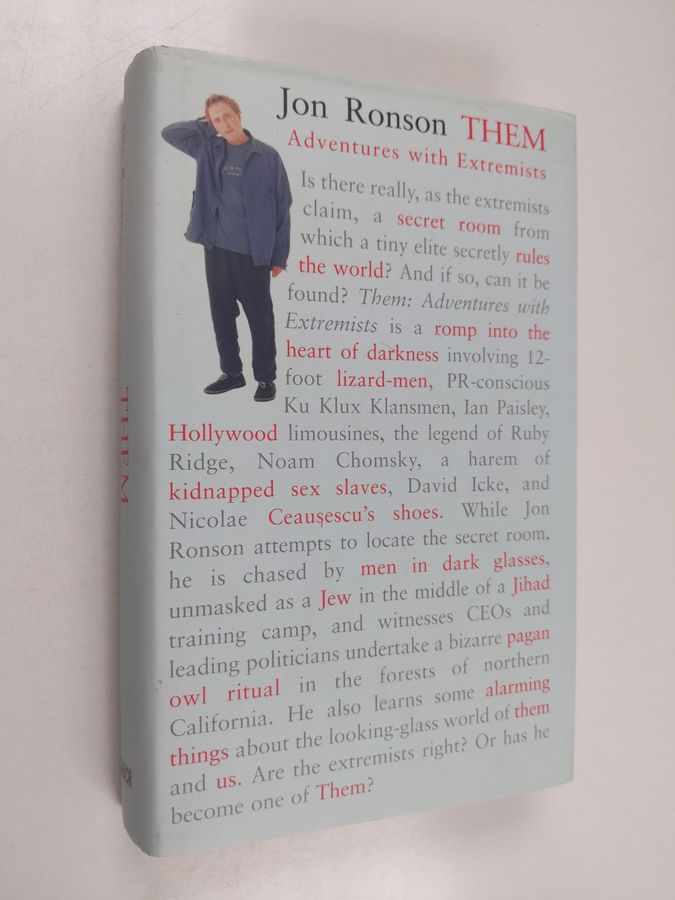 Jon Ronson THEM
Adventures with Extremists
Is there really, as the extremists
claim, a secret room from
which a tiny elite secretly rules
the world? And if so, can it be
found? Them: Adventures with
Extremists is a romp into the
heart of darkness involving 12-
foot lizard-men, PR-conscious
Ku Klux Klansmen, Ian Paisley,
Hollywood limousines, the legend of Ruby
Ridge, Noam Chomsky, a harem of
kidnapped sex slaves, David Icke, and
Nicolae Ceauşescu's shoes. While Jon
Ronson attempts to locate the secret room,
he is chased by men in dark glasses,
unmasked as a Jew in the middle of a Jihad
training camp, and witnesses CEOs and
leading politicians undertake a bizarre pagan
owl ritual in the forests of northern
California. He also learns some alarming
things about the looking-glass world of them
and us. Are the extremists right? Or has he
become one of Them?
THEM